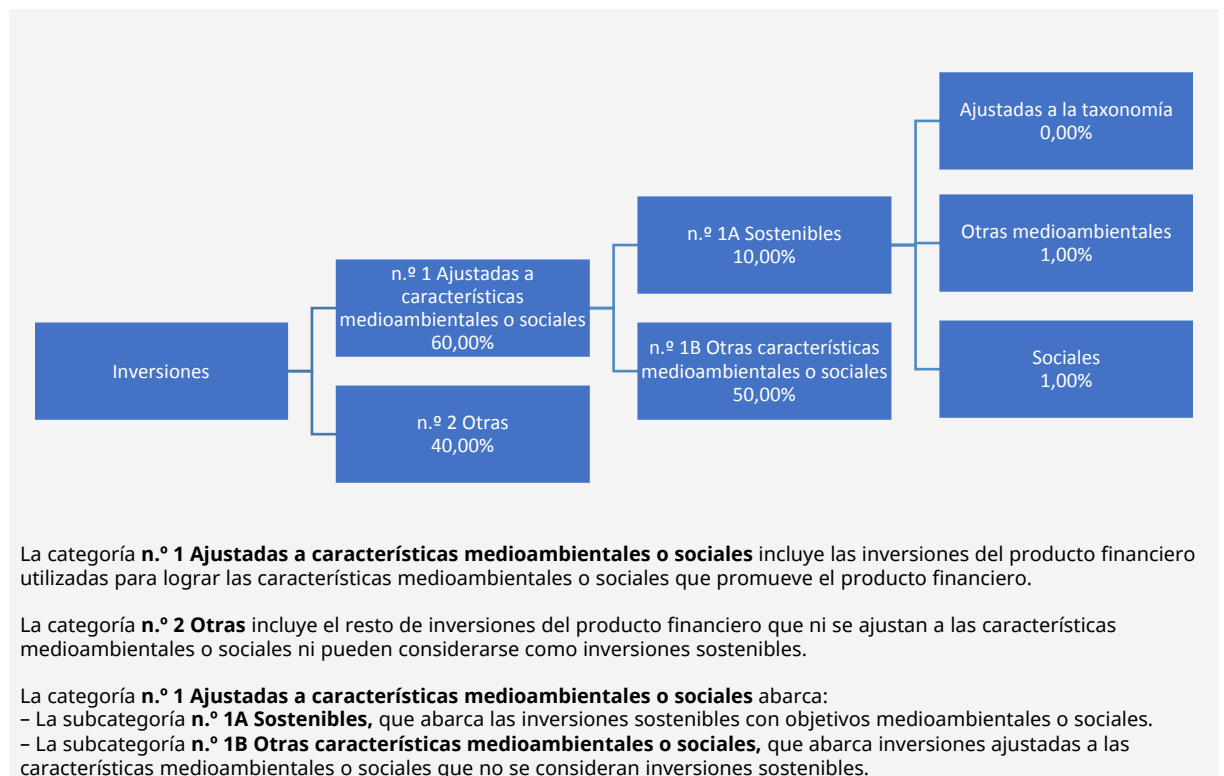 Inversiones
n.º 1 Ajustadas a
características
medioambientales o sociales
60,00%
n.º 2 Otras
40,00%
n.º 1A Sostenibles
10,00%
n.º 1B Otras características
medioambientales o sociales
50,00%
Ajustadas a la taxonomía
0,00%
Otras medioambientales
1,00%
Sociales
1,00%
La categoría n.º 1 Ajustadas a características medioambientales o sociales incluye las inversiones del producto financiero
utilizadas para lograr las características medioambientales o sociales que promueve el producto financiero.
La categoría n.º 2 Otras incluye el resto de inversiones del producto financiero que ni se ajustan a las características
medioambientales o sociales ni pueden considerarse como inversiones sostenibles.
La categoría n.º 1 Ajustadas a características medioambientales o sociales abarca:
– La subcategoría n.º 1A Sostenibles, que abarca las inversiones sostenibles con objetivos medioambientales o sociales.
– La subcategoría n.º 1B Otras características medioambientales o sociales, que abarca inversiones ajustadas a las
características medioambientales o sociales que no se consideran inversiones sostenibles.